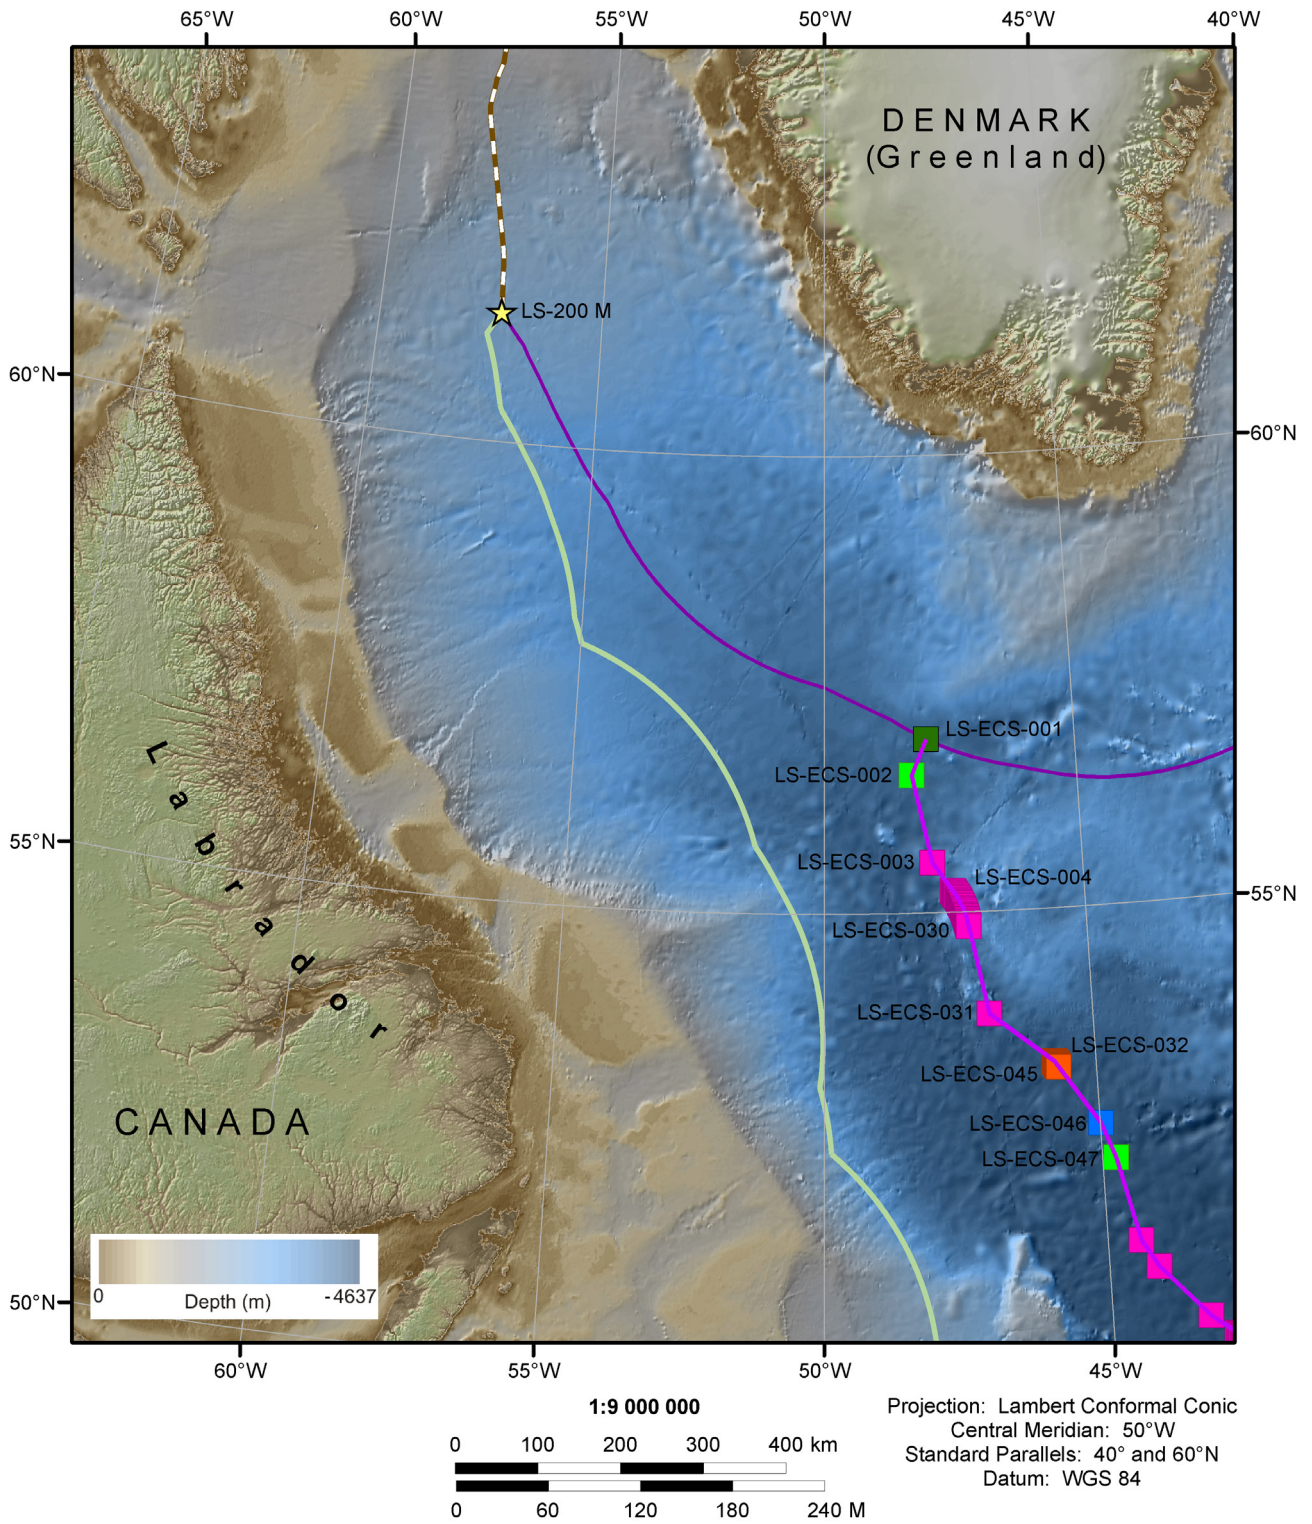 65°W 60°W 55°W 50°W 45°W 40°W
DENMARK
(Greenland)
LS-200 M
60°N
60°N
LS-ECS-001
LS-ECS-002
55°N
LS-ECS-003
LS-ECS-004
55°N
LS-ECS-030
Labrador
LS-ECS-031
LS-ECS-032
LS-ECS-045
CANADA
LS-ECS-046
LS-ECS-047
0 Depth (m) -4637
50°N
60°W 55°W 50°W 45°W
1:9 000 000
0 100 200 300 400 km
0 60 120 180 240 M
Projection: Lambert Conformal Conic
Central Meridian: 50°W
Standard Parallels: 40° and 60°N
Datum: WGS 84